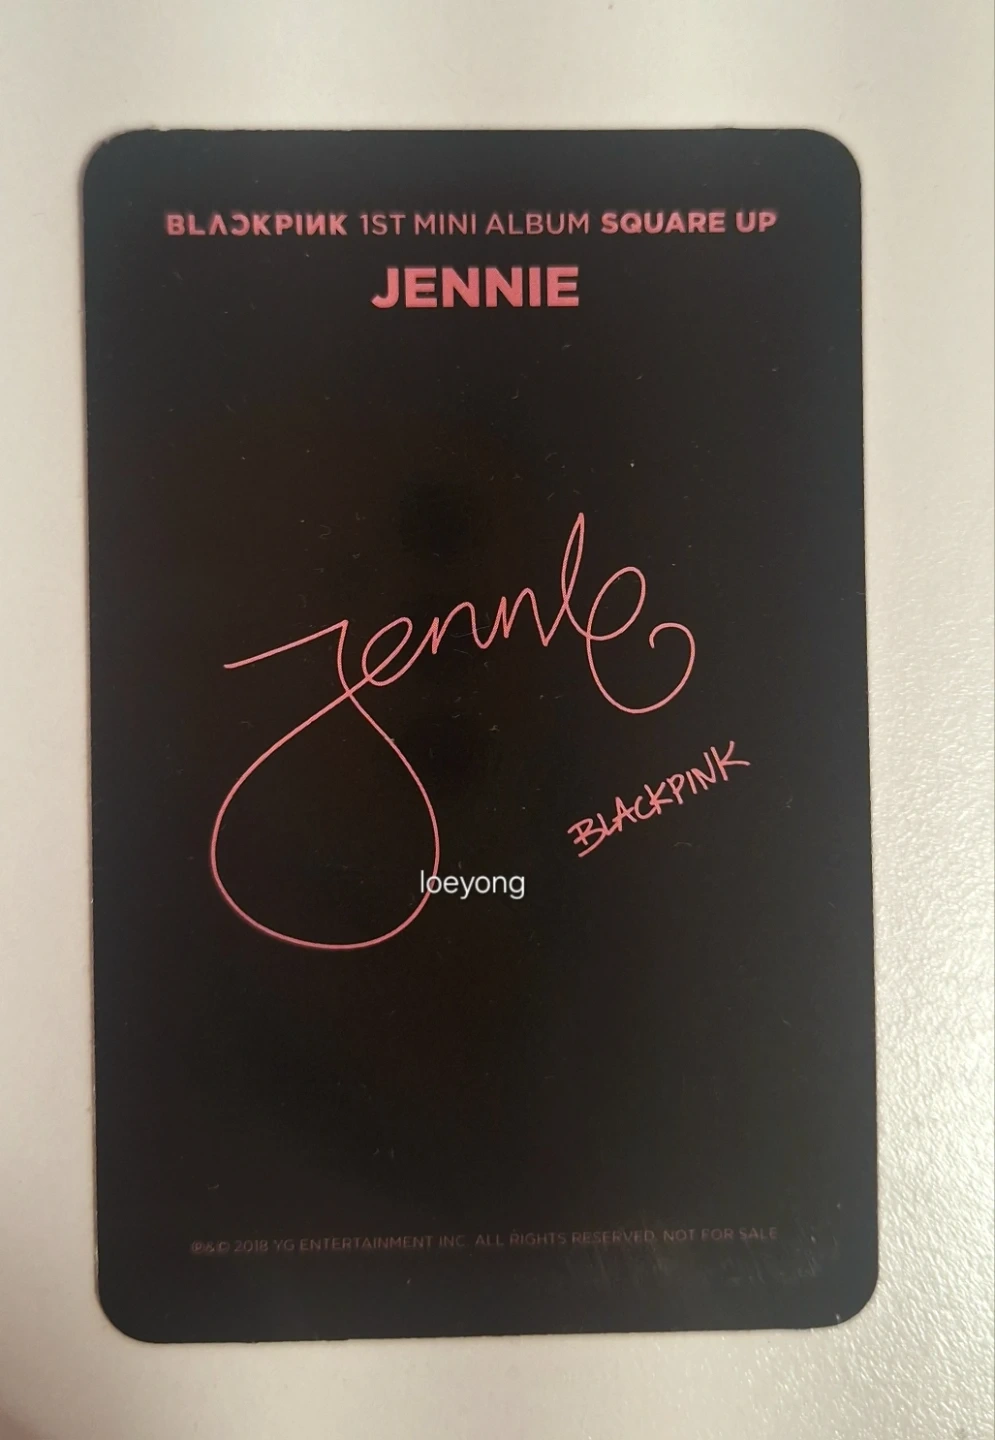 BLACKPINK 1ST MINI ALBUM SQUARE UP
JENNIE
Jennie
BLACKPINK
loeyong
℗&© 2018 YG ENTERTAINMENT INC. ALL RIGHTS RESERVED. NOT FOR SALE